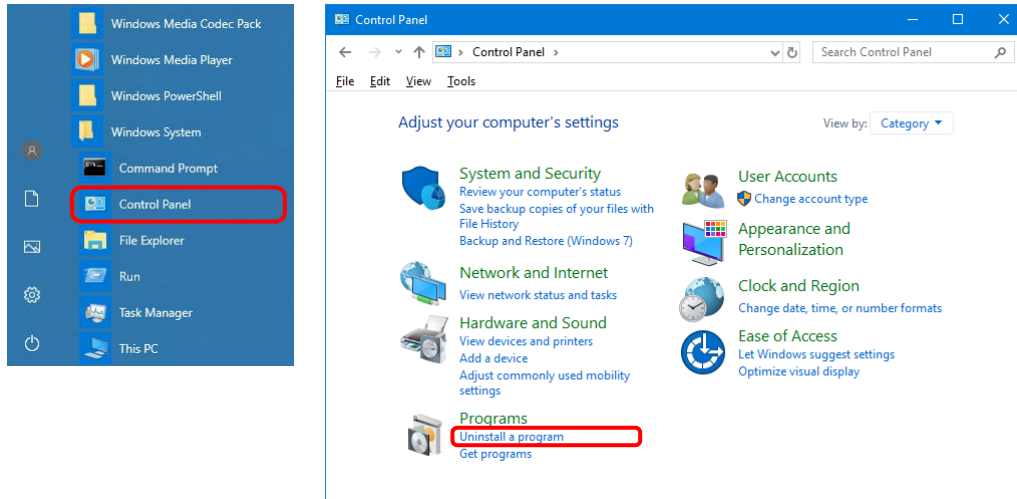 Windows Media Codec Pack
Windows Media Player
Windows PowerShell
Windows System
Command Prompt
Control Panel
File Explorer
Run
Task Manager
This PC
Control Panel
Control Panel
Search Control Panel
File Edit View Tools
Adjust your computer's settings
View by: Category
System and Security
Review your computer's status
Save backup copies of your files with
File History
Backup and Restore (Windows 7)
Network and Internet
View network status and tasks
Hardware and Sound
View devices and printers
Add a device
Adjust commonly used mobility
settings
Programs
Uninstall a program
Get programs
User Accounts
Change account type
Appearance and
Personalization
Clock and Region
Change date, time, or number formats
Ease of Access
Let Windows suggest settings
Optimize visual display